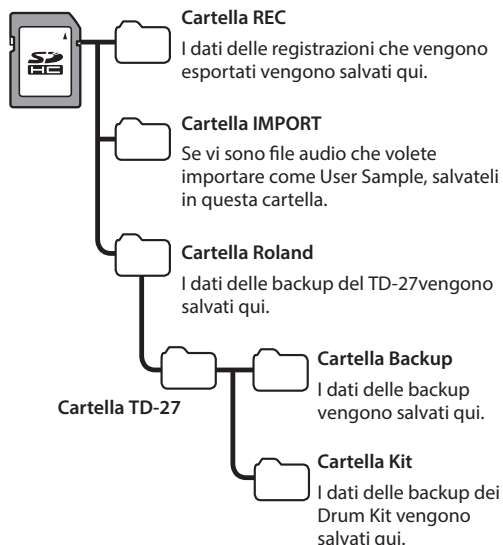 Cartella REC
I dati delle registrazioni che vengono
esportati vengono salvati qui.
SD
HC
Cartella IMPORT
Se vi sono file audio che volete
importare come User Sample, salvateli
in questa cartella.
Cartella Roland
I dati delle backup del TD-27vengono
salvati qui.
Cartella TD-27
Cartella Backup
I dati delle backup
vengono salvati qui.
Cartella Kit
I dati delle backup dei
Drum Kit vengono
salvati qui.